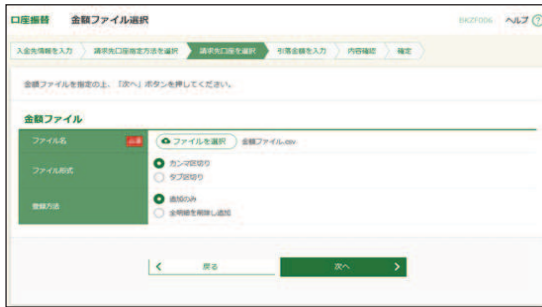 口座振替 金額ファイル選択 BKZF006 ヘルプ ?
入金先情報を入力 請求先口座指定方法を選択 請求先口座を選択 引落金額を入力 内容確認 確定
金額ファイルを指定の上、「次へ」ボタンを押してください。
金額ファイル
ファイル名 必須 ファイルを選択 金額ファイル.csv
ファイル形式 カンマ区切り
タブ区切り
登録方法 追加のみ
全明細を削除し追加
戻る 次へ